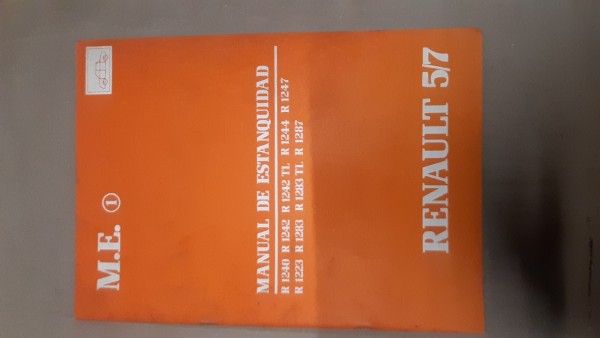 M.E. ①
MANUAL DE ESTANQUIDAD
R 1240 R 1242 R 1242 TL R 1244 R 1247
R 1223 R 1283 R 1283 TL R 1287
RENAULT 5/7